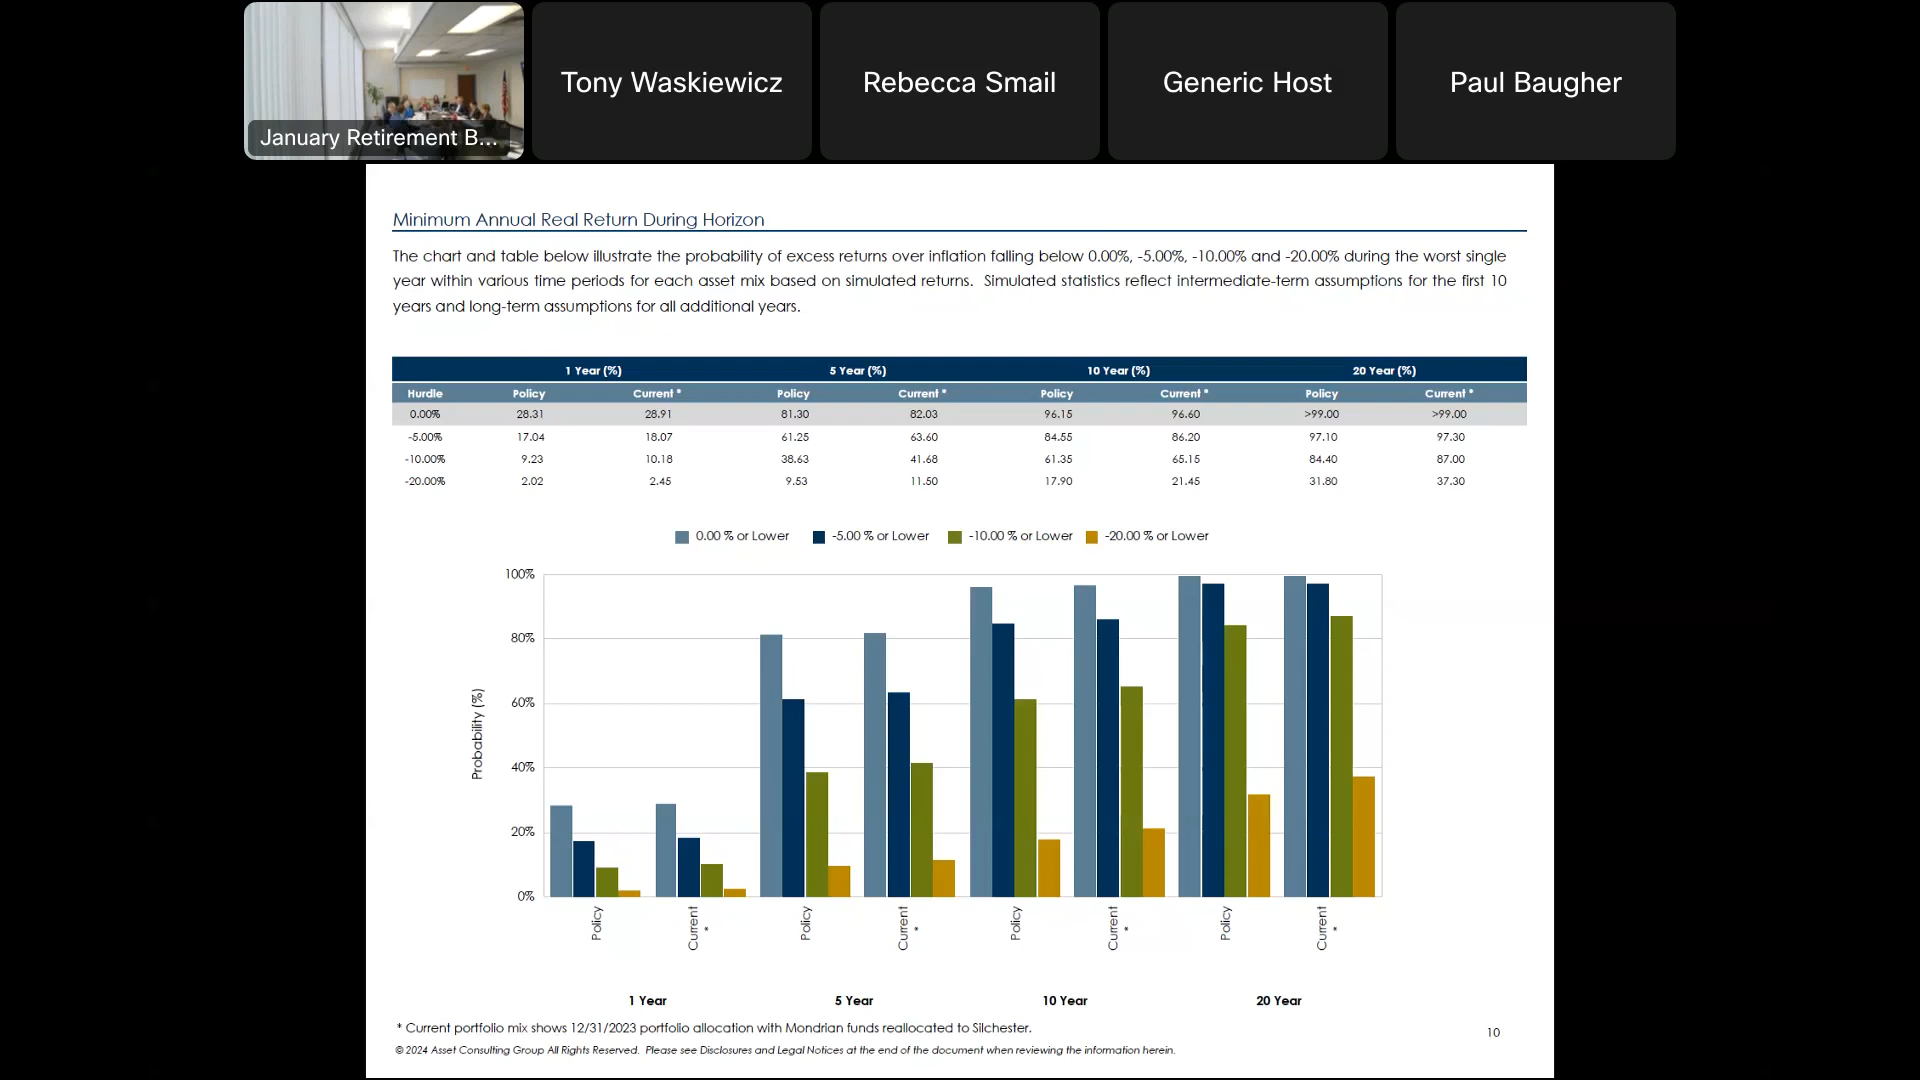 January Retirement B...
Tony Waskiewicz
Rebecca Smail
Generic Host
Paul Baugher
Minimum Annual Real Return During Horizon
The chart and table below illustrate the probability of excess returns over inflation falling below 0.00%, -5.00%, -10.00% and -20.00% during the worst single
year within various time periods for each asset mix based on simulated returns. Simulated statistics reflect intermediate-term assumptions for the first 10
years and long-term assumptions for all additional years.
1 Year (%) 5 Year (%) 10 Year (%) 20 Year (%)
Hurdle Policy Current * Policy Current * Policy Current * Policy Current *
0.00% 28.31 28.91 81.30 82.03 96.15 96.60 >99.00 >99.00
-5.00% 17.04 18.07 61.25 63.60 84.55 86.20 97.10 97.30
-10.00% 9.23 10.18 38.63 41.68 61.35 65.15 84.40 87.00
-20.00% 2.02 2.45 9.53 11.50 17.90 21.45 31.80 37.30
0.00 % or Lower -5.00 % or Lower -10.00 % or Lower -20.00 % or Lower
100%
80%
60%
40%
20%
0%
Probability (%)
Policy Current * Policy Current * Policy Current * Policy Current *
1 Year 5 Year 10 Year 20 Year
* Current portfolio mix shows 12/31/2023 portfolio allocation with Mondrian funds reallocated to Silchester.
10
© 2024 Asset Consulting Group All Rights Reserved. Please see Disclosures and Legal Notices at the end of the document when reviewing the information herein.